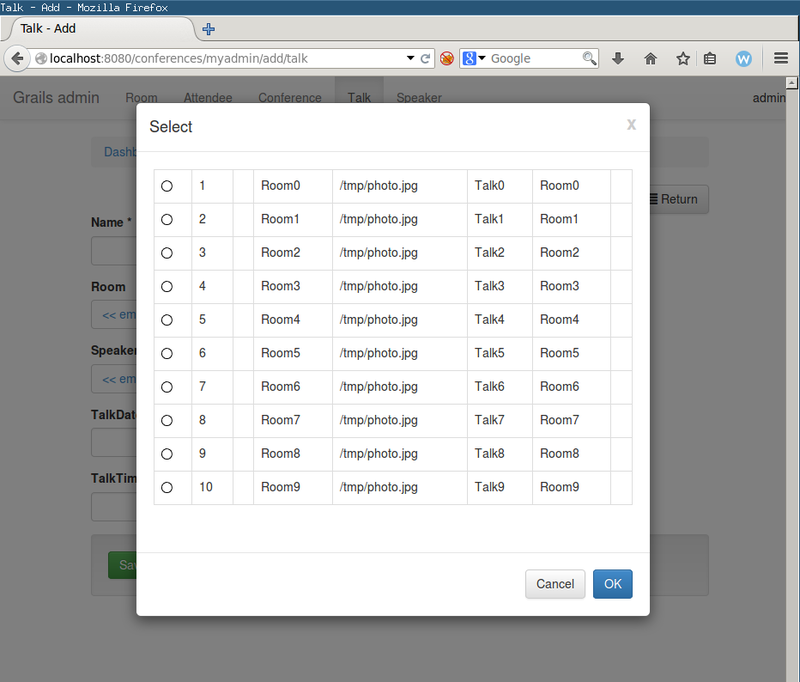 Talk - Add - Mozilla Firefox
Talk - Add
localhost:8080/conferences/myadmin/add/talk
Google
Grails admin Room Attendee Conference Talk Speaker admin
Select x
Dashb
Return
1 Room0 /tmp/photo.jpg Talk0 Room0
2 Room1 /tmp/photo.jpg Talk1 Room1
Name *
3 Room2 /tmp/photo.jpg Talk2 Room2
Room
4 Room3 /tmp/photo.jpg Talk3 Room3
<< em
5 Room4 /tmp/photo.jpg Talk4 Room4
Speaker
6 Room5 /tmp/photo.jpg Talk5 Room5
<< em
7 Room6 /tmp/photo.jpg Talk6 Room6
TalkDat
8 Room7 /tmp/photo.jpg Talk7 Room7
9 Room8 /tmp/photo.jpg Talk8 Room8
TalkTim
10 Room9 /tmp/photo.jpg Talk9 Room9
Sav
Cancel OK